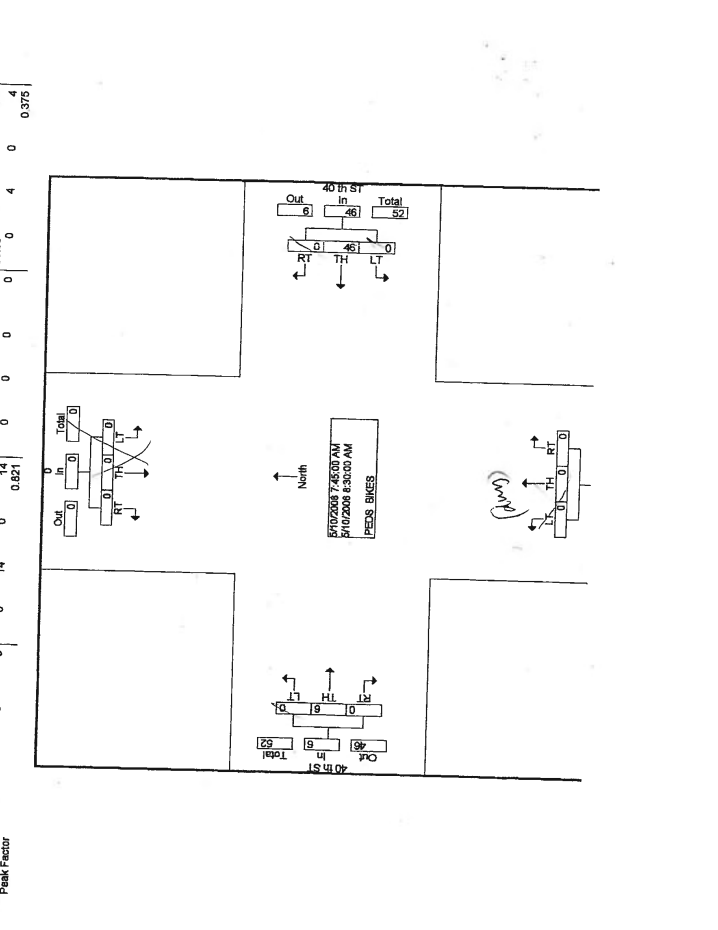 Peak Factor
14 0 14 0 0 0 0 0 4 0 4
0.821 0.375
0
Out In Total
0 0 0
0 0 0
RT TH LT
40 th ST
Out In Total
6 46 52
0 46 0
RT TH LT
North
5/10/2006 7:45:00 AM
5/10/2006 8:30:00 AM
PEDS BIKES
LT TH RT
0 6 0
Total In Out
52 6 46
40 th ST
LT TH RT
0 0 0